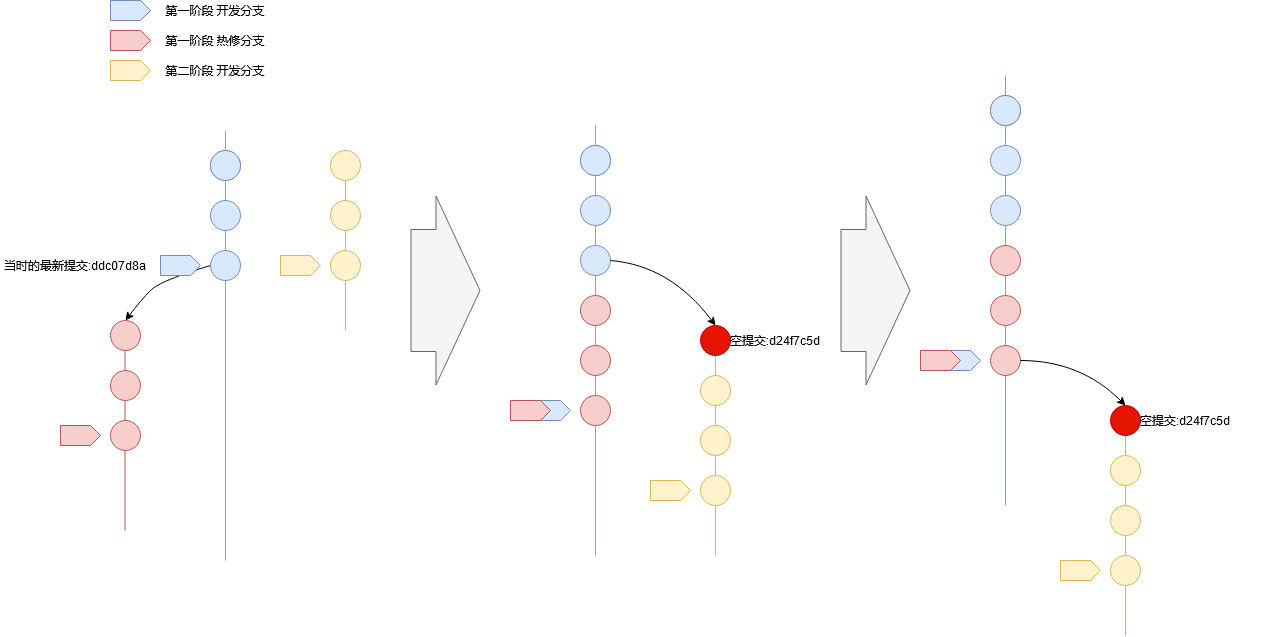 第一阶段 开发分支
第一阶段 热修分支
第二阶段 开发分支
当时的最新提交:ddc07d8a
空提交:d24f7c5d
空提交:d24f7c5d